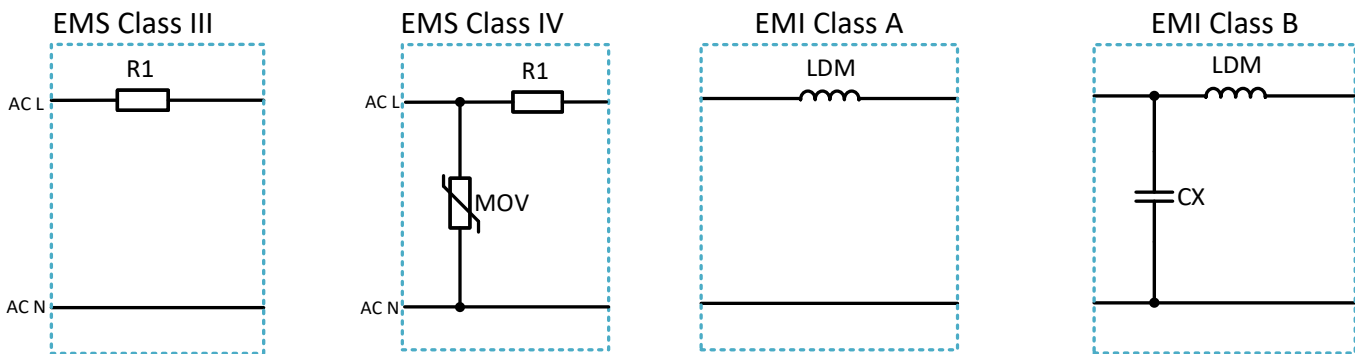 EMS Class III
EMS Class IV
EMI Class A
EMI Class B
R1
R1
LDM
LDM
AC L
AC L
MOV
CX
AC N
AC N